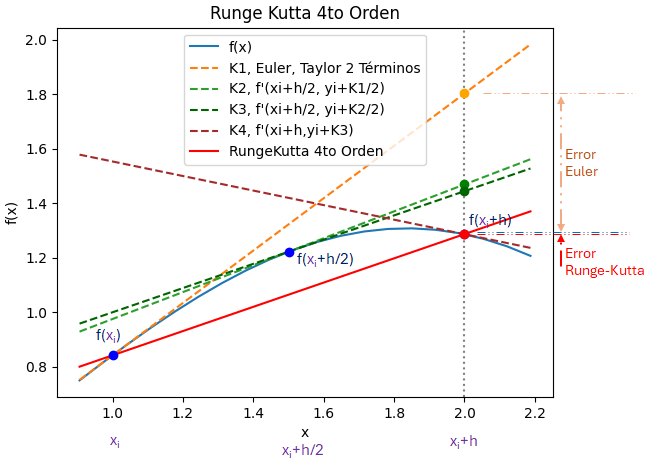 Runge Kutta 4to Orden
f(x)
K1, Euler, Taylor 2 Términos
K2, f'(xi+h/2, yi+K1/2)
K3, f'(xi+h/2, yi+K2/2)
K4, f'(xi+h,yi+K3)
RungeKutta 4to Orden
2.0
1.8
1.6
1.4
1.2
1.0
0.8
f(x)
Error
Euler
f(xᵢ+h)
Error
Runge-Kutta
f(xᵢ+h/2)
f(xᵢ)
1.0 1.2 1.4 1.6 1.8 2.0 2.2
x
xᵢ xᵢ+h/2 xᵢ+h